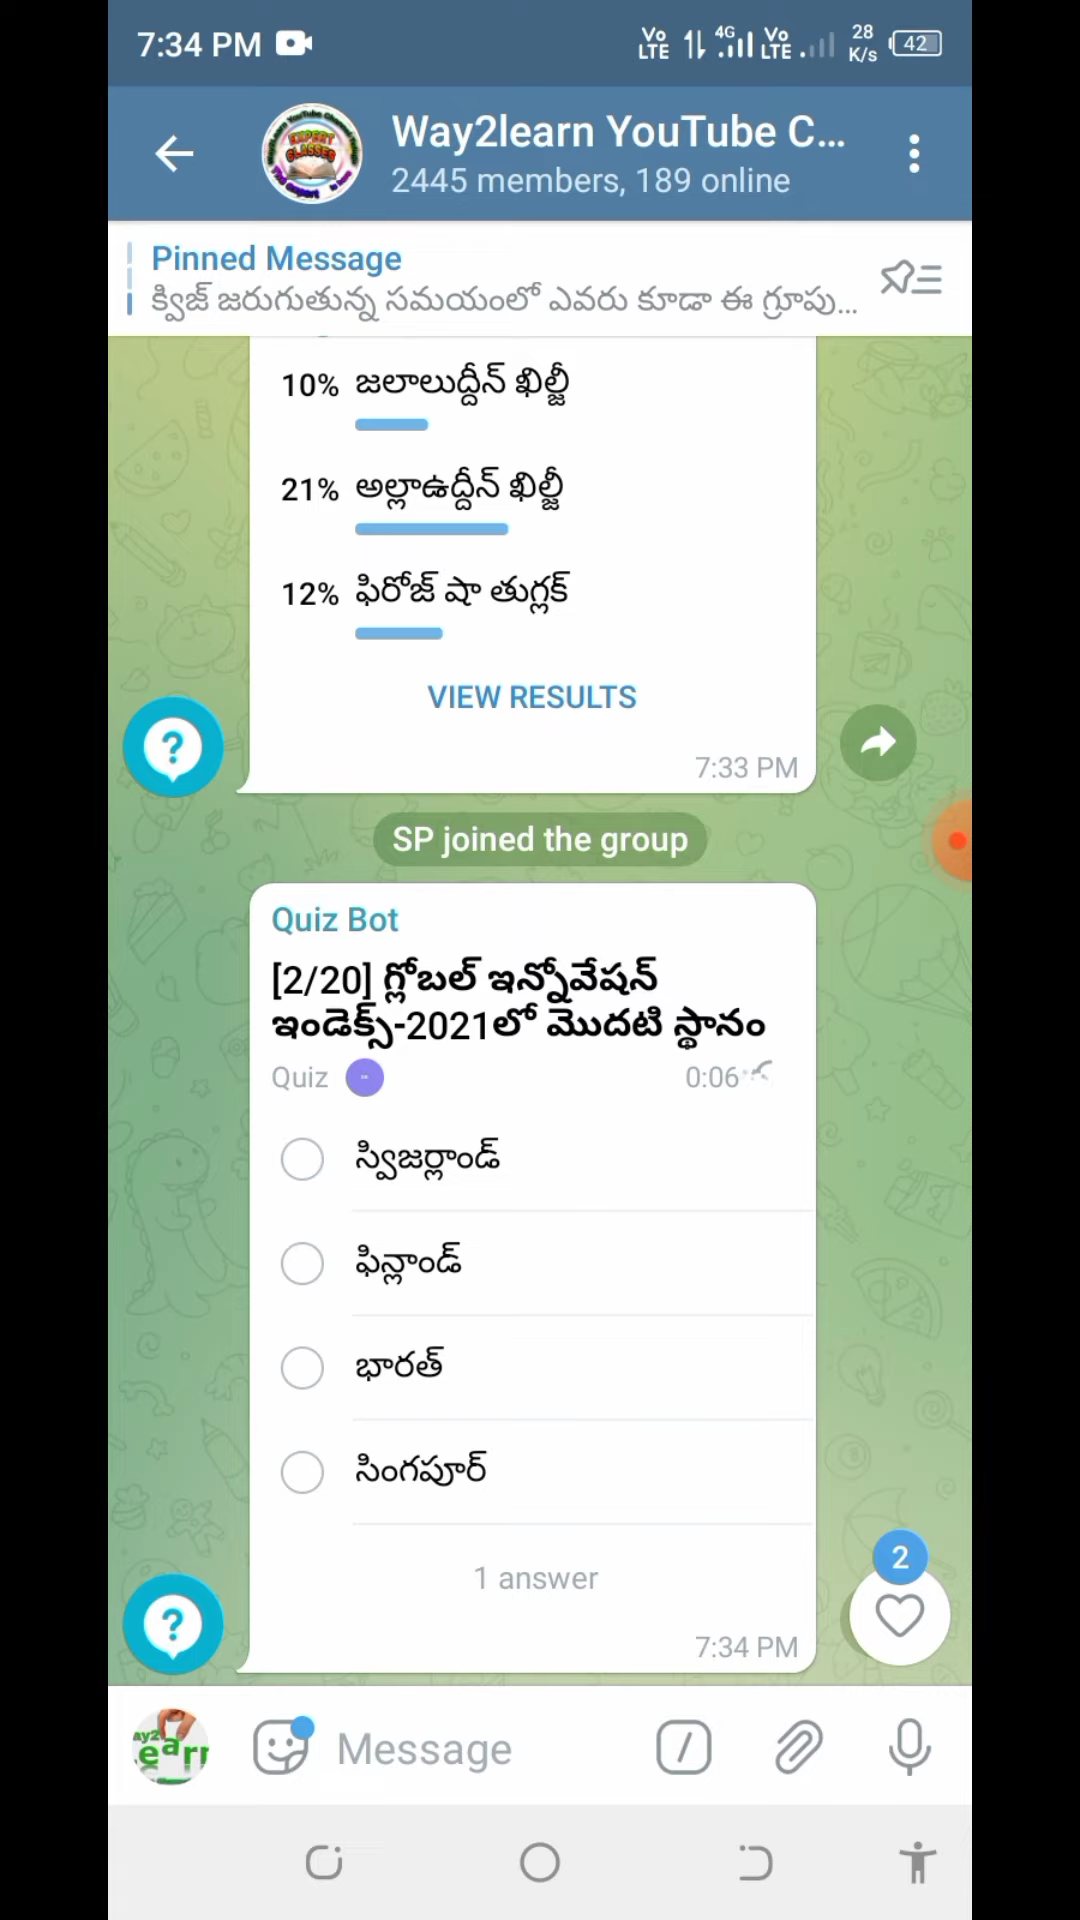 7:34 PM
Vo LTE 4G Vo LTE 28 K/s 42
Way2learn YouTube C...
2445 members, 189 online
Pinned Message
క్విజ్ జరుగుతున్న సమయంలో ఎవరు కూడా ఈ గ్రూపు...
10% జలాలుద్దీన్ ఖిల్జీ
21% అల్లాఉద్దీన్ ఖిల్జీ
12% ఫిరోజ్ షా తుగ్లక్
VIEW RESULTS
7:33 PM
SP joined the group
Quiz Bot
[2/20] గ్లోబల్ ఇన్నోవేషన్
ఇండెక్స్-2021లో మొదటి స్థానం
Quiz
0:06
స్విజర్లాండ్
ఫిన్లాండ్
భారత్
సింగపూర్
1 answer
7:34 PM
2
Message